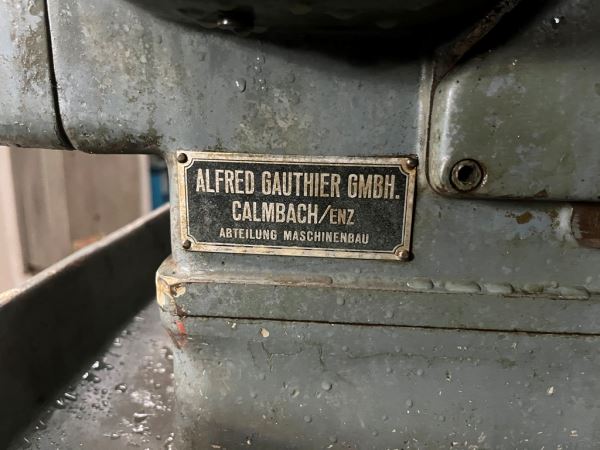 ALFRED GAUTHIER GMBH.
CALMBACH/ENZ
ABTEILUNG MASCHINENBAU